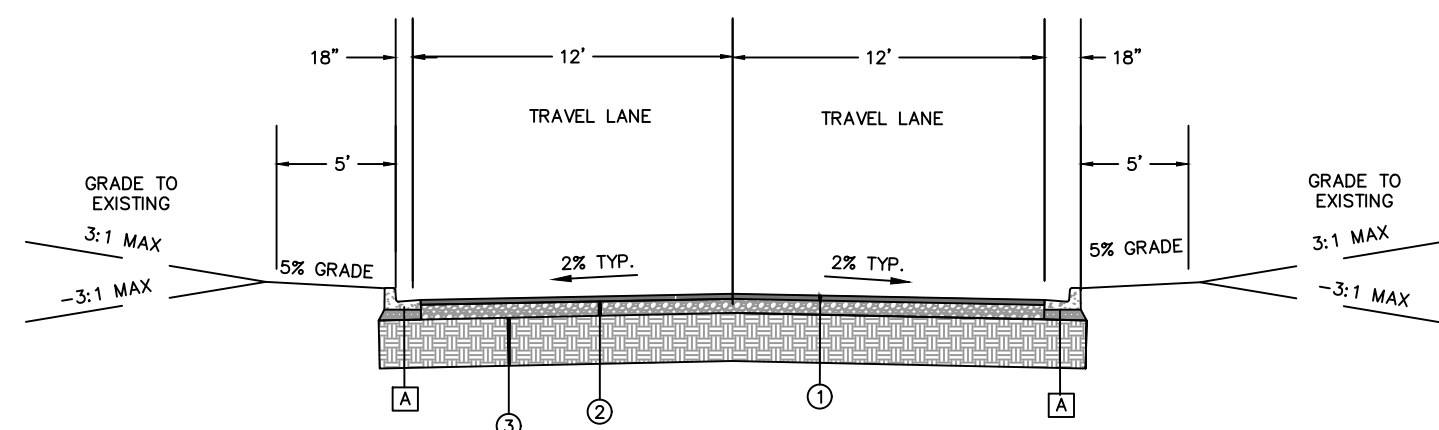 18" 12' 12' 18"
TRAVEL LANE TRAVEL LANE
5' 5'
GRADE TO
EXISTING
GRADE TO
EXISTING
3:1 MAX 5% GRADE 2% TYP. 2% TYP. 5% GRADE 3:1 MAX
-3:1 MAX -3:1 MAX
A 3 2 1 A